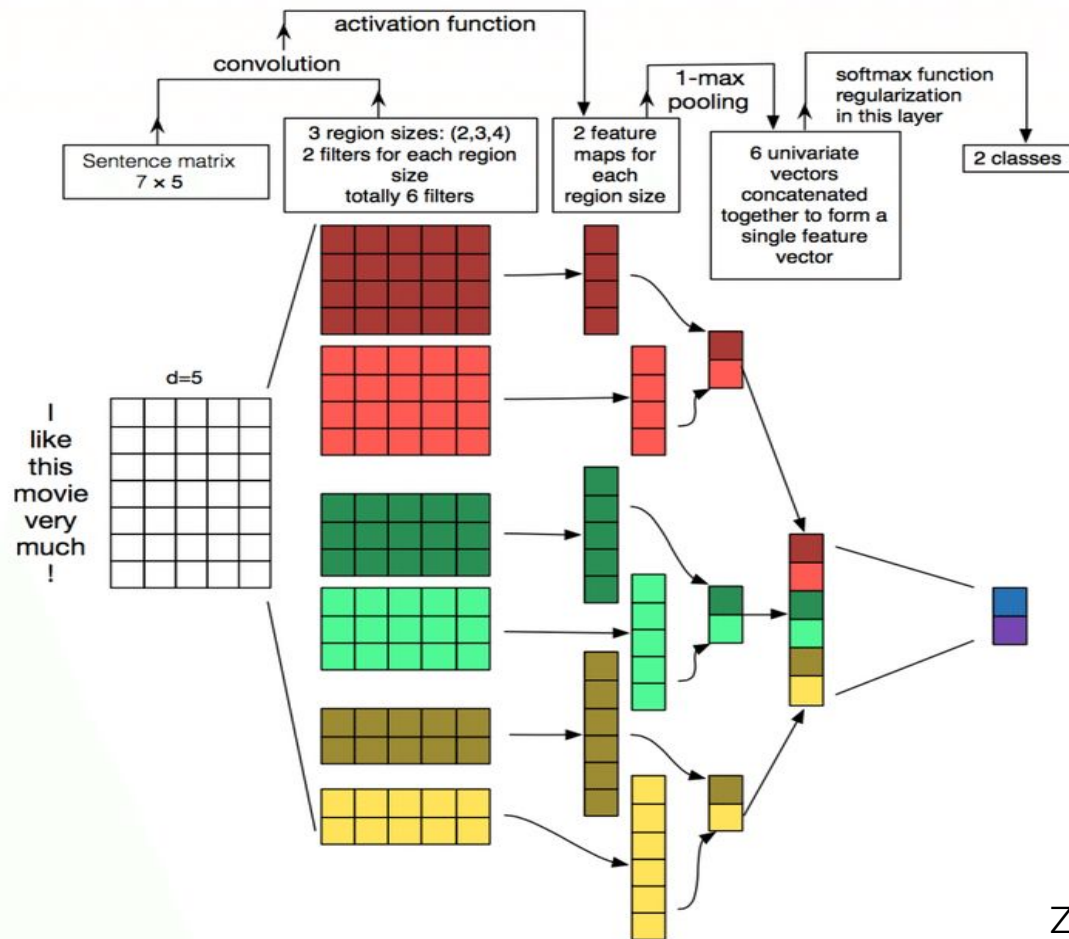 activation function
convolution
1-max
pooling
softmax function
regularization
in this layer
Sentence matrix
7 × 5
3 region sizes: (2,3,4)
2 filters for each region
size
totally 6 filters
2 feature
maps for
each
region size
6 univariate
vectors
concatenated
together to form a
single feature
vector
2 classes
d=5
I
like
this
movie
very
much
!
Z